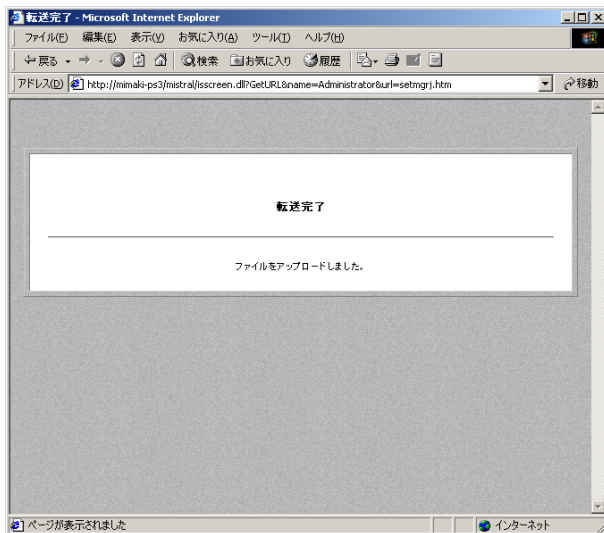 転送完了 - Microsoft Internet Explorer
ファイル(F) 編集(E) 表示(V) お気に入り(A) ツール(T) ヘルプ(H)
戻る 検索 お気に入り 履歴
アドレス(D) http://mimaki-ps3/mistral/isscreen.dll?GetURL&name=Administrator&url=setmgrj.htm 移動
転送完了
ファイルをアップロードしました。
ページが表示されました インターネット